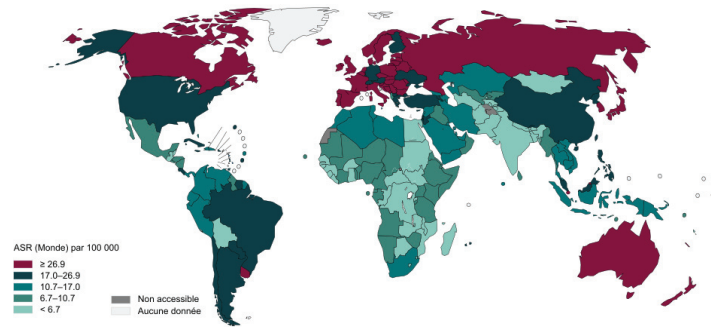 ASR (Monde) par 100 000
≥ 26.9
17.0–26.9
10.7–17.0
6.7–10.7
< 6.7
Non accessible
Aucune donnée